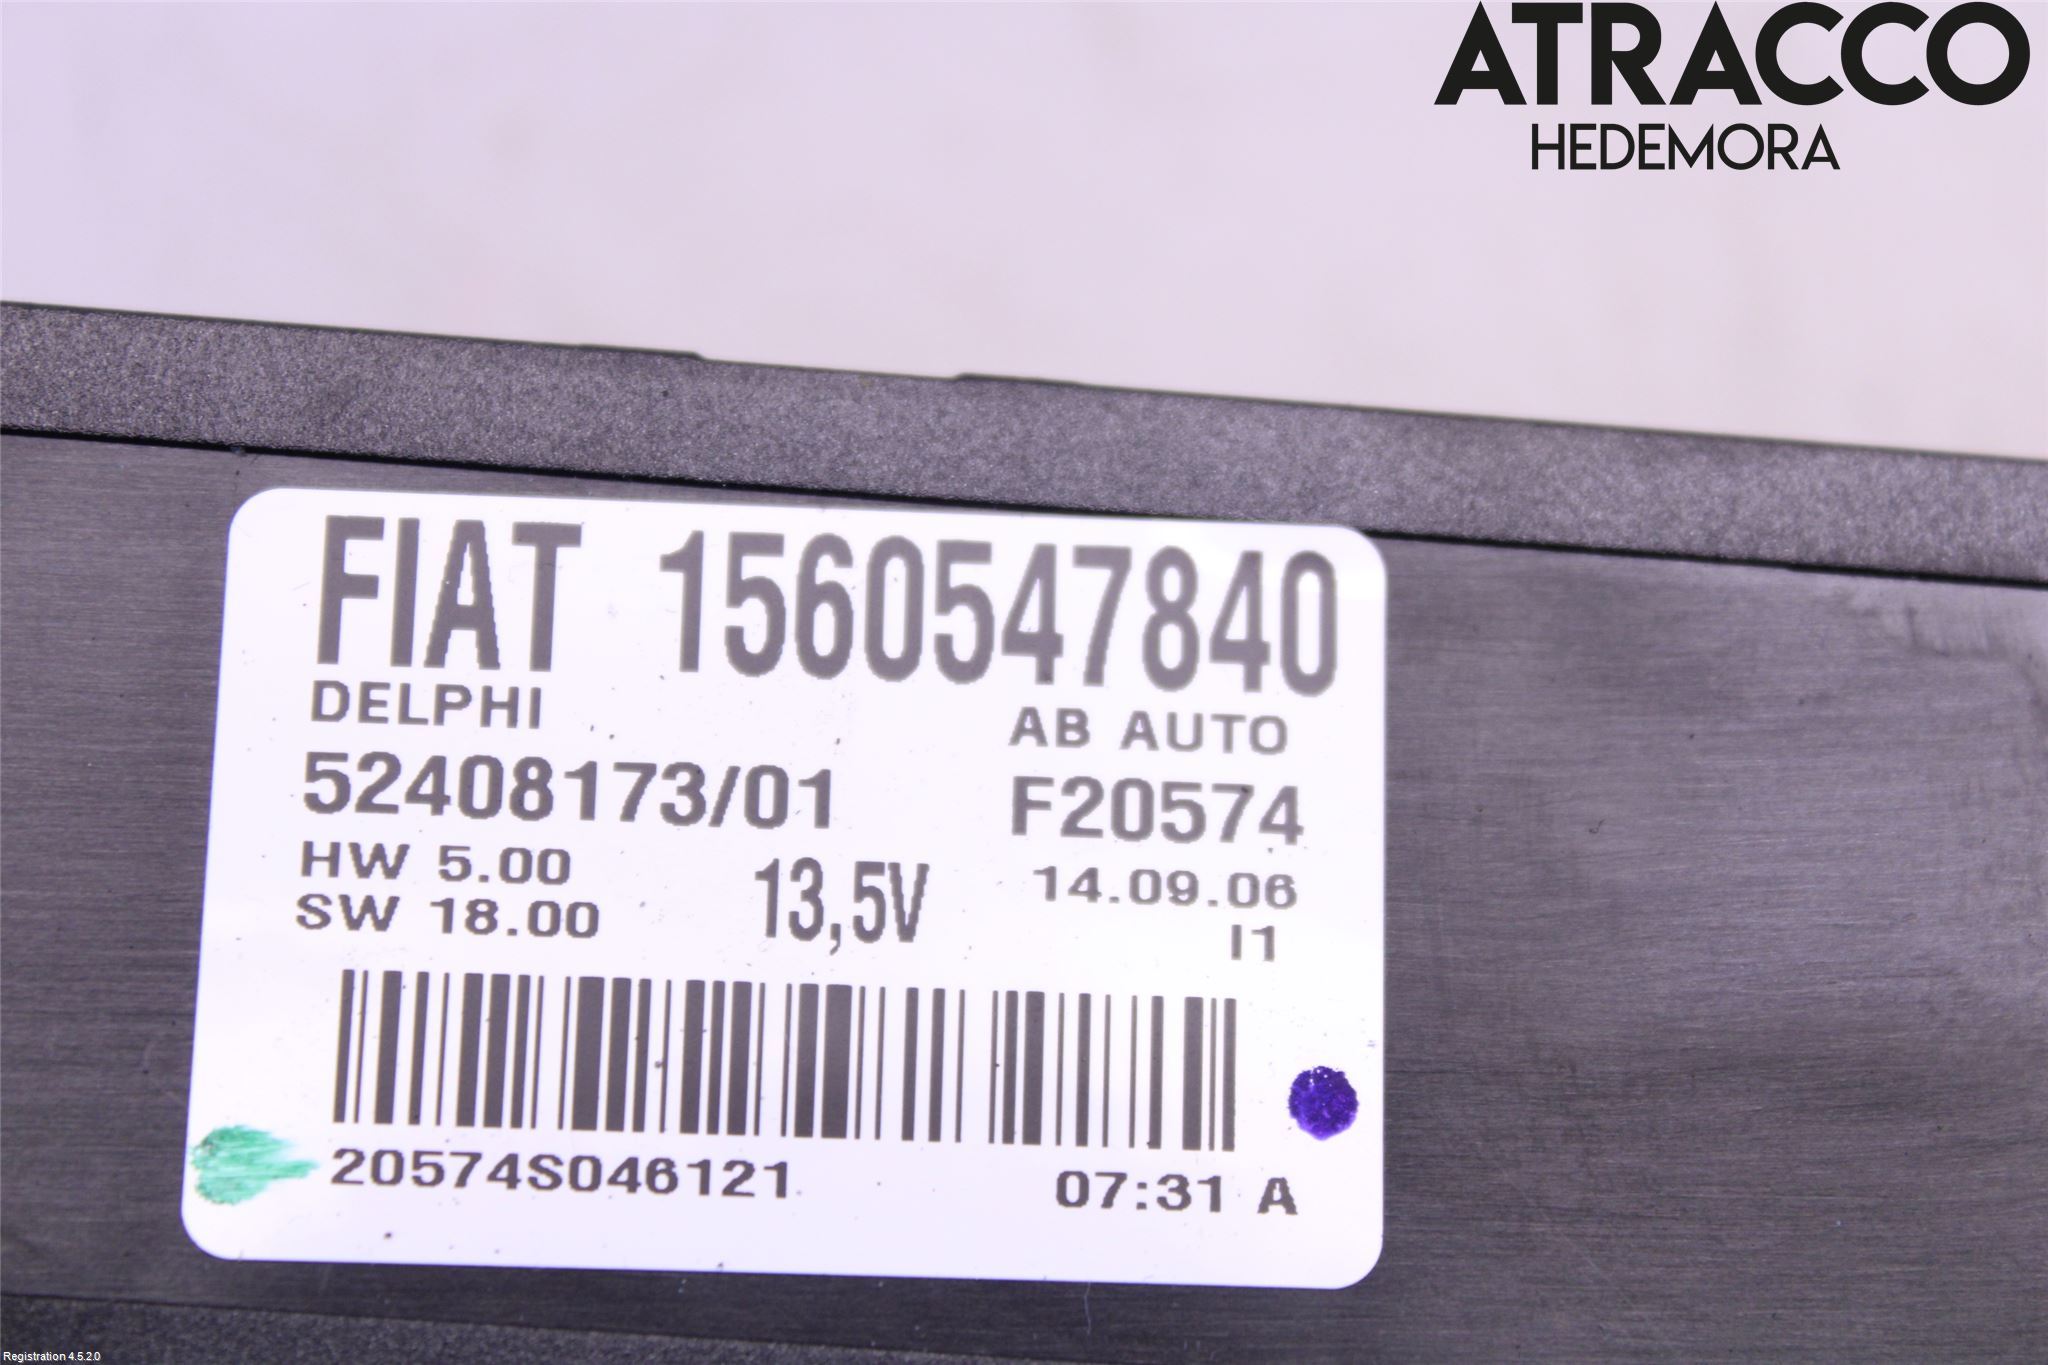 ATRACCO
HEDEMORA
FIAT 1560547840
DELPHI AB AUTO
52408173/01 F20574
HW 5.00 13,5V 14.09.06
SW 18.00 I1
20574S046121 07:31 A
Registration 4.5.2.0